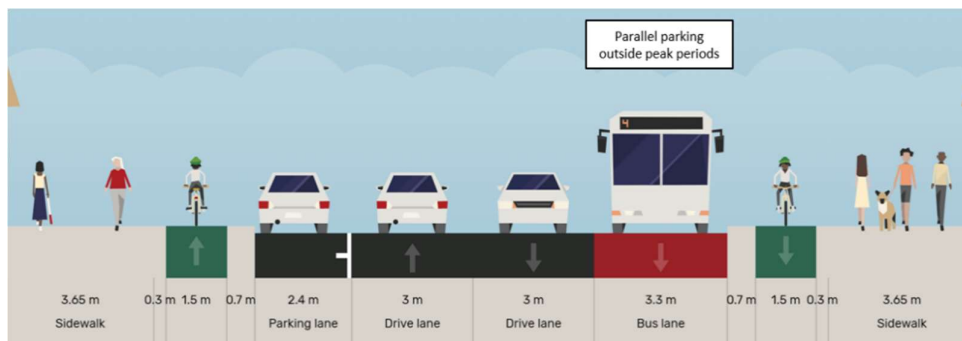 Parallel parking
outside peak periods
4
3.65 m 0.3 m 1.5 m 0.7 m 2.4 m 3 m 3 m 3.3 m 0.7 m 1.5 m 0.3 m 3.65 m
Sidewalk Parking lane Drive lane Drive lane Bus lane Sidewalk